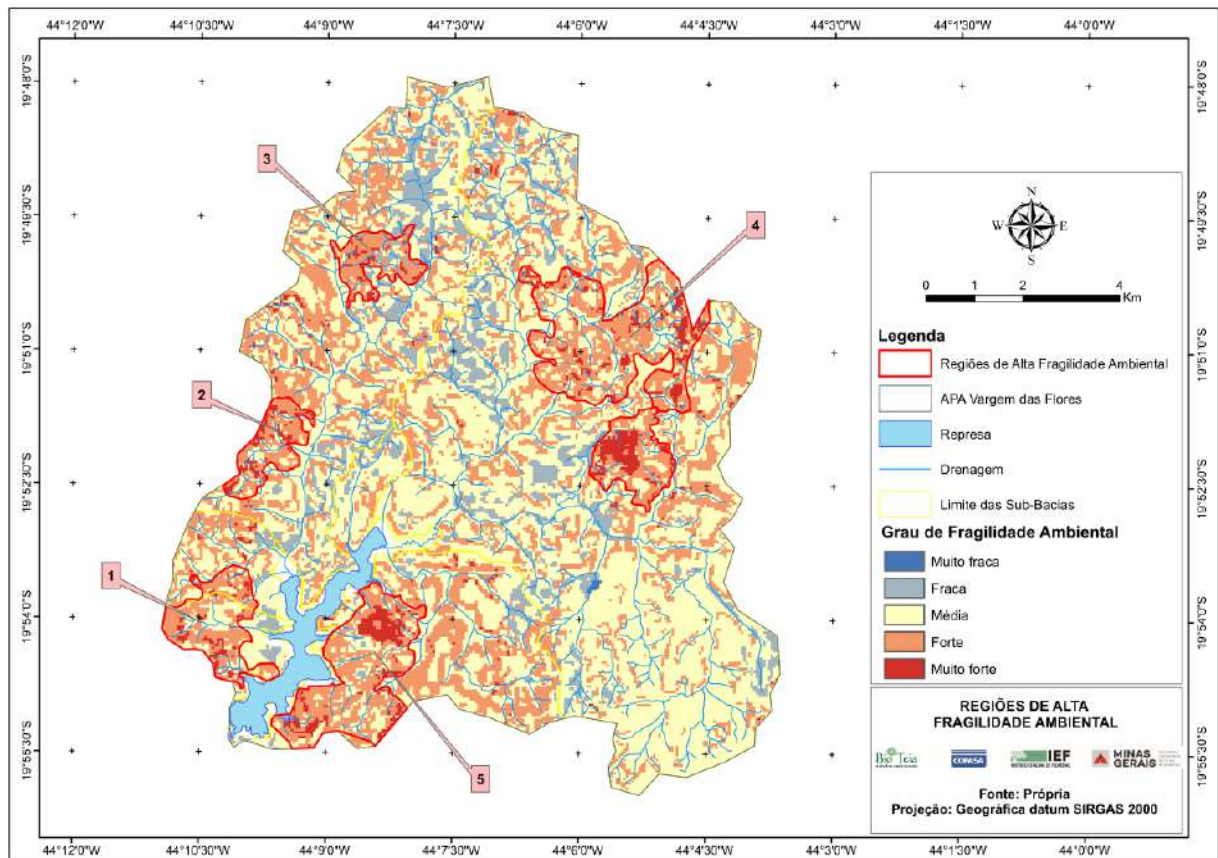 44°12'0"W 44°10'30"W 44°9'0"W 44°7'30"W 44°6'0"W 44°4'30"W 44°3'0"W 44°1'30"W 44°0'0"W
19°48'0"S 19°48'0"S
19°49'30"S 19°49'30"S
19°51'0"S 19°51'0"S
19°52'30"S 19°52'30"S
19°54'0"S 19°54'0"S
19°55'30"S 19°55'30"S
3
4
2
1
5
N
W E
S
0 1 2 4
Km
Legenda
Regiões de Alta Fragilidade Ambiental
APA Vargem das Flores
Represa
Drenagem
Limite das Sub-Bacias
Grau de Fragilidade Ambiental
Muito fraca
Fraca
Média
Forte
Muito forte
REGIÕES DE ALTA
FRAGILIDADE AMBIENTAL
Bio Teia
COPASA
IEF
MINAS
GERAIS
Fonte: Própria
Projeção: Geográfica datum SIRGAS 2000
44°12'0"W 44°10'30"W 44°9'0"W 44°7'30"W 44°6'0"W 44°4'30"W 44°3'0"W 44°1'30"W 44°0'0"W